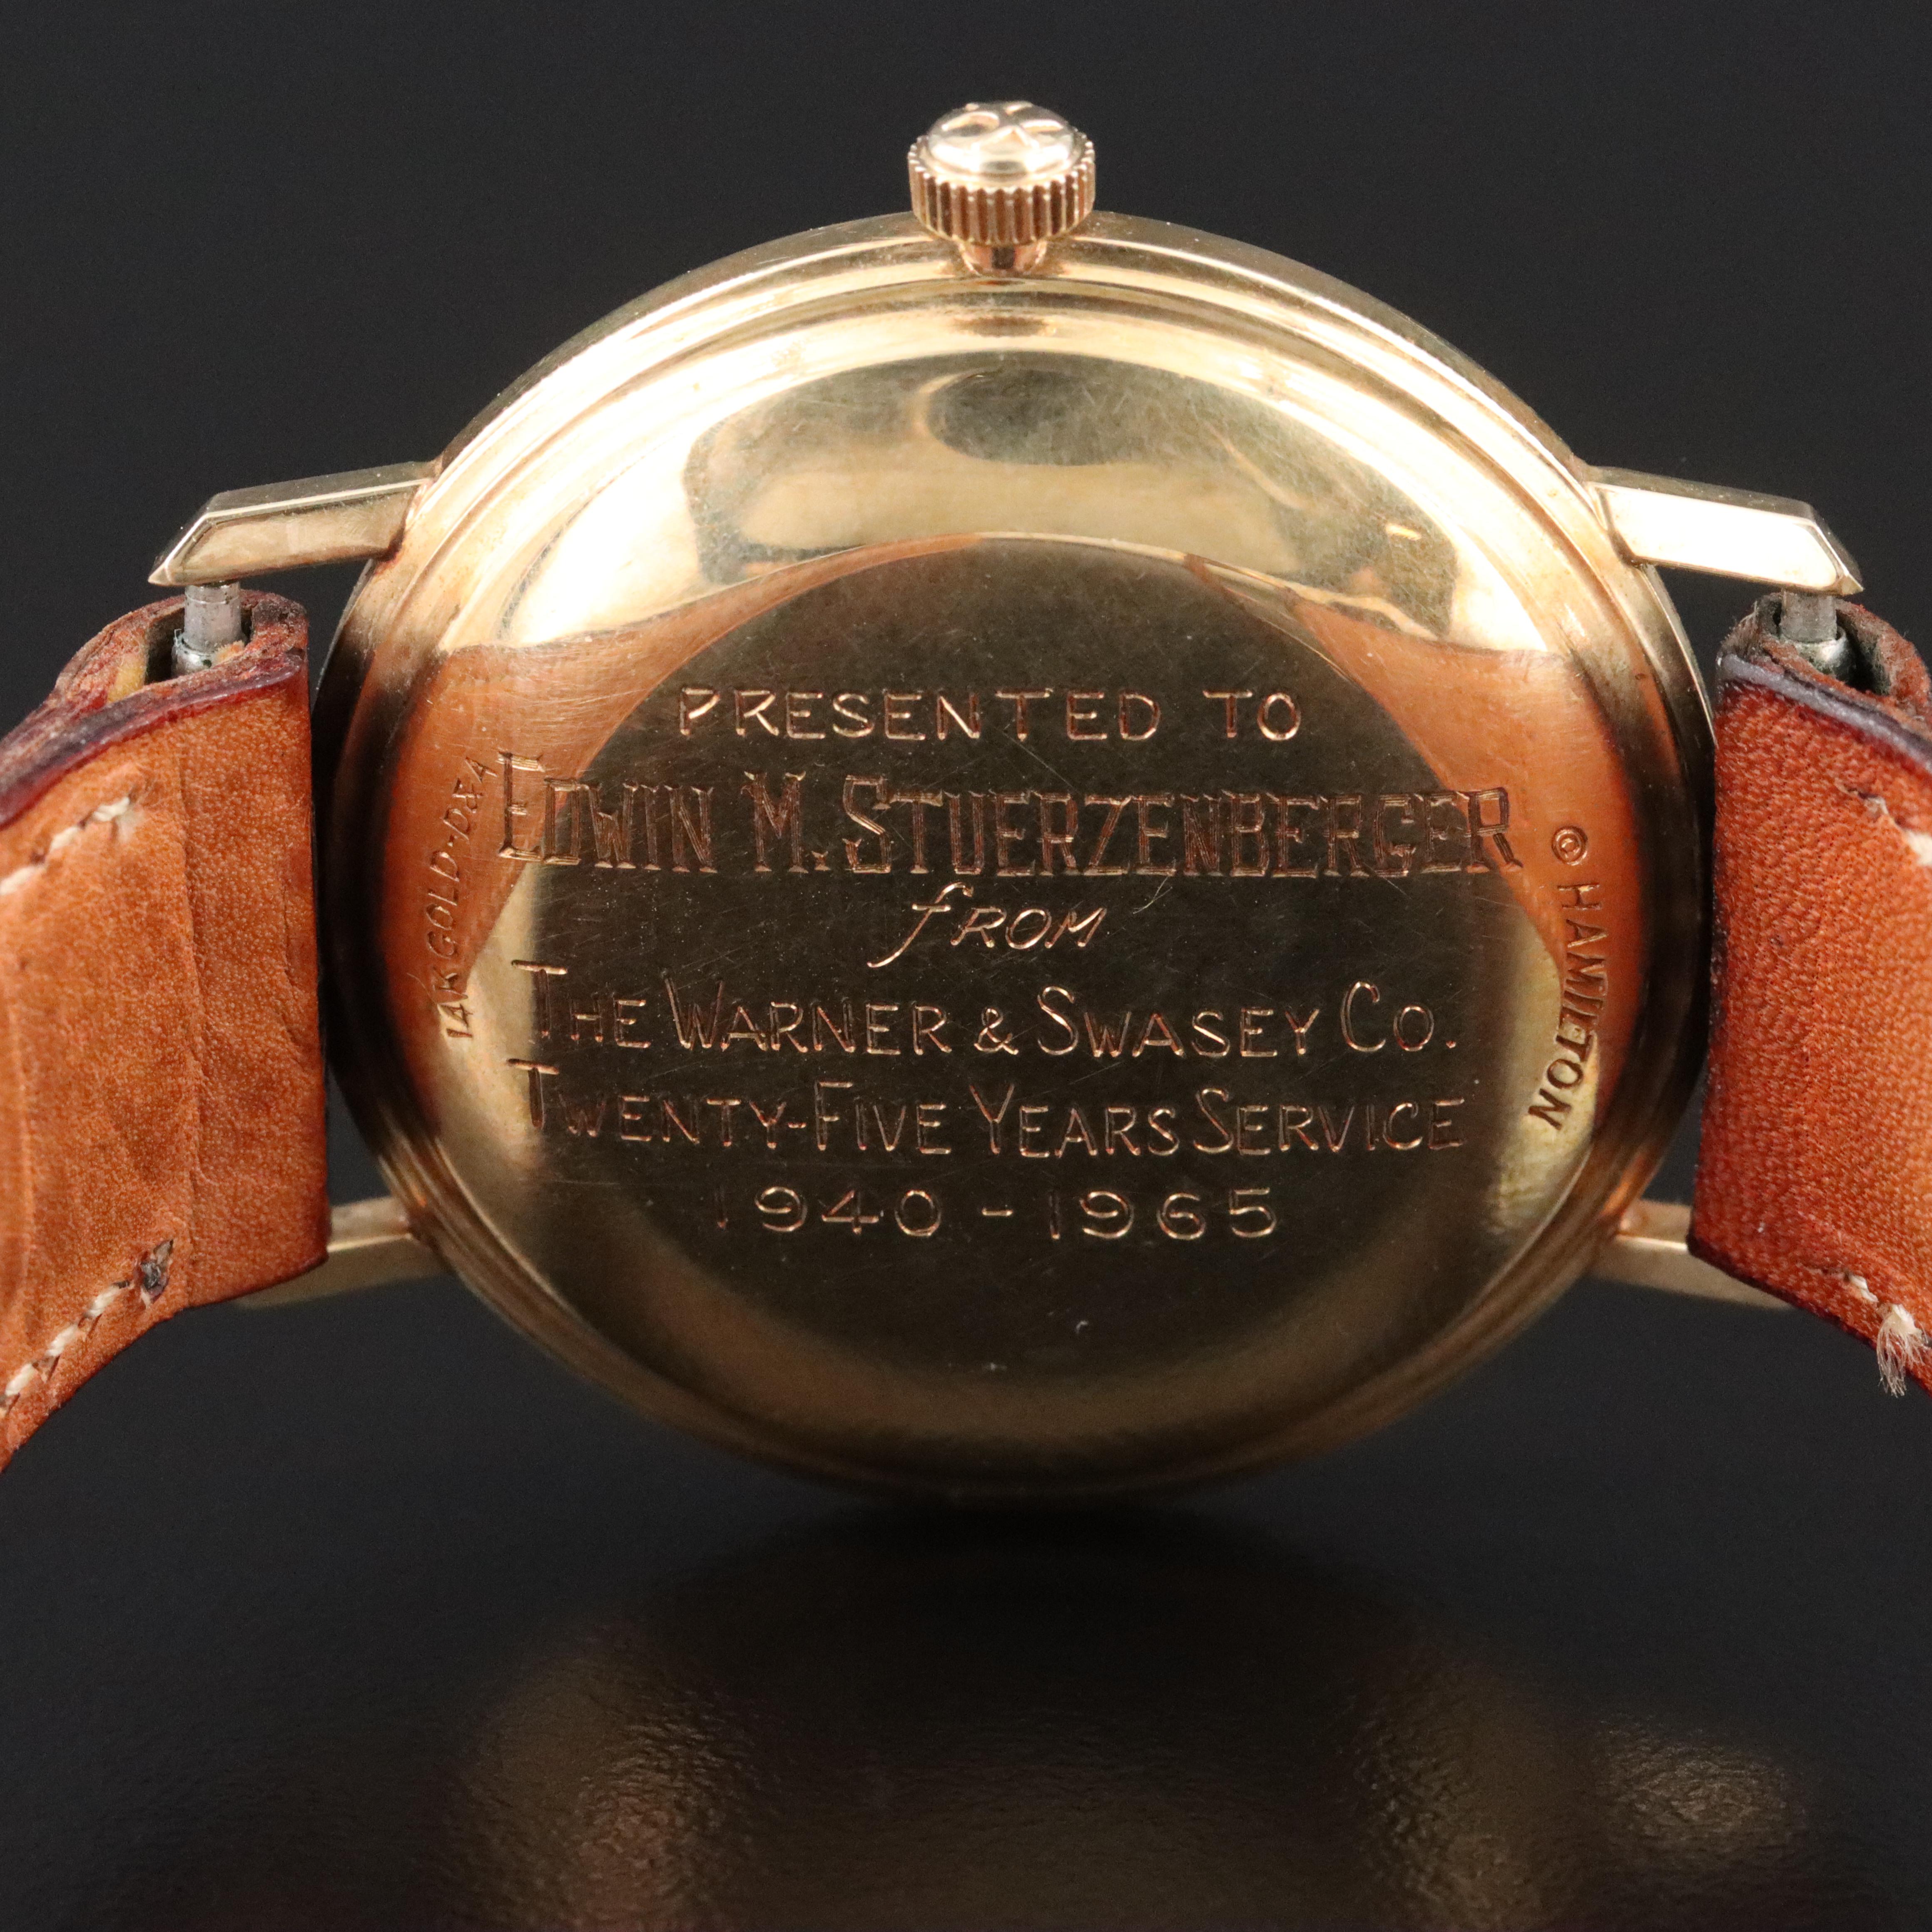 PRESENTED TO
EDWIN M. STUERZENBERGER
fROM
THE WARNER & SWASEY CO.
TWENTY-FIVE YEARS SERVICE
1940 - 1965
14K GOLD·D&A
© HAMILTON